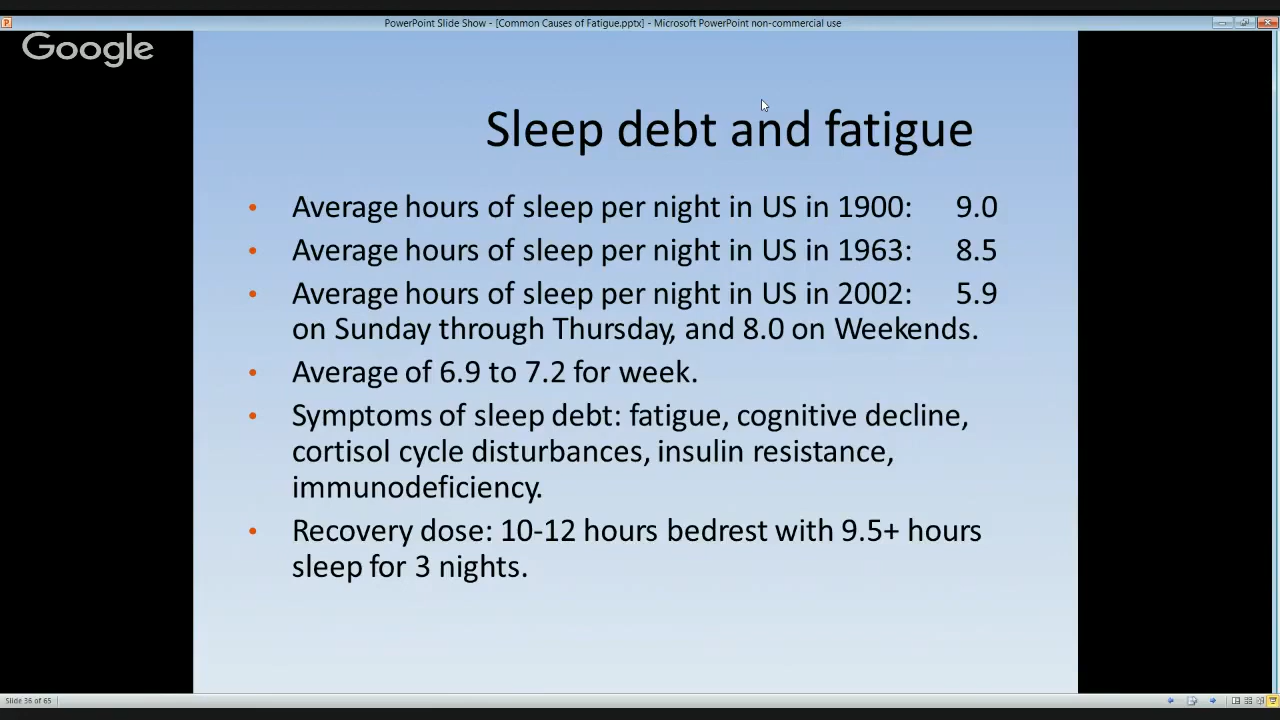 PowerPoint Slide Show - [Common Causes of Fatigue.pptx] - Microsoft PowerPoint non-commercial use
Google
Sleep debt and fatigue
• Average hours of sleep per night in US in 1900: 9.0
• Average hours of sleep per night in US in 1963: 8.5
• Average hours of sleep per night in US in 2002: 5.9
on Sunday through Thursday, and 8.0 on Weekends.
• Average of 6.9 to 7.2 for week.
• Symptoms of sleep debt: fatigue, cognitive decline,
cortisol cycle disturbances, insulin resistance,
immunodeficiency.
• Recovery dose: 10-12 hours bedrest with 9.5+ hours
sleep for 3 nights.
Slide 36 of 65